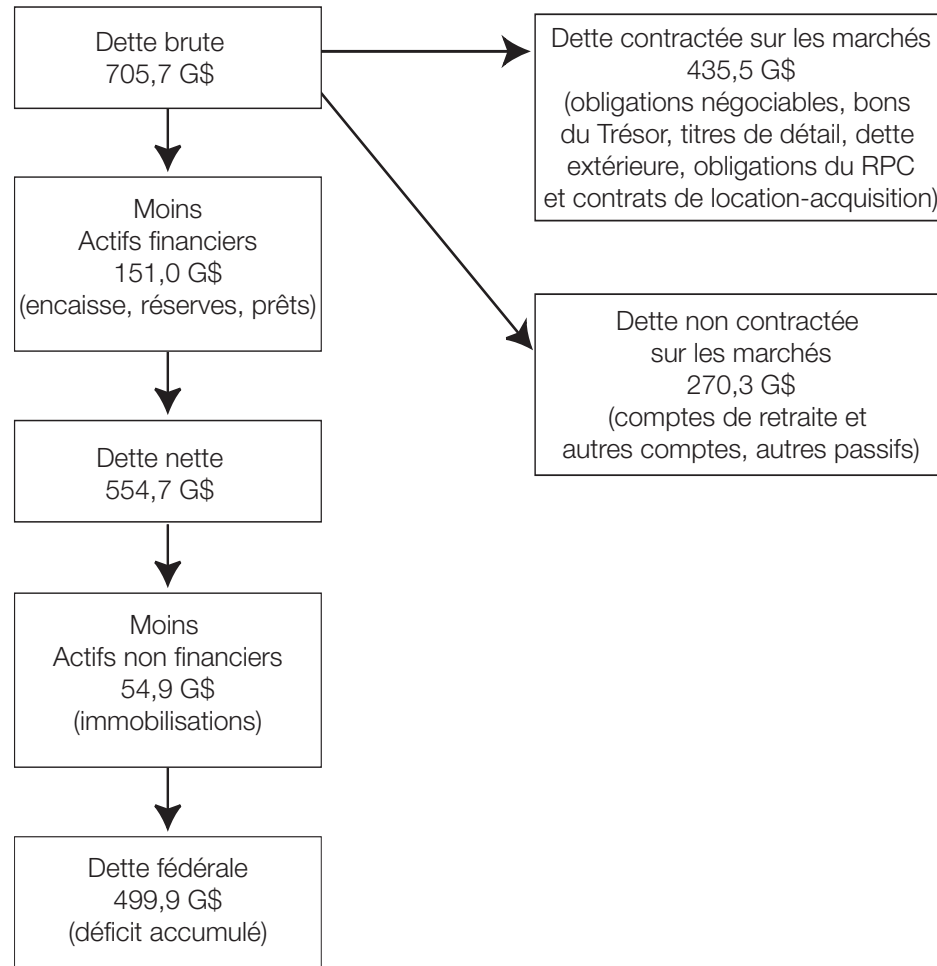 Dette brute
705,7 G$
Dette contractée sur les marchés
435,5 G$
(obligations négociables, bons
du Trésor, titres de détail, dette
extérieure, obligations du RPC
et contrats de location-acquisition)
Moins
Actifs financiers
151,0 G$
(encaisse, réserves, prêts)
Dette non contractée
sur les marchés
270,3 G$
(comptes de retraite et
autres comptes, autres passifs)
Dette nette
554,7 G$
Moins
Actifs non financiers
54,9 G$
(immobilisations)
Dette fédérale
499,9 G$
(déficit accumulé)